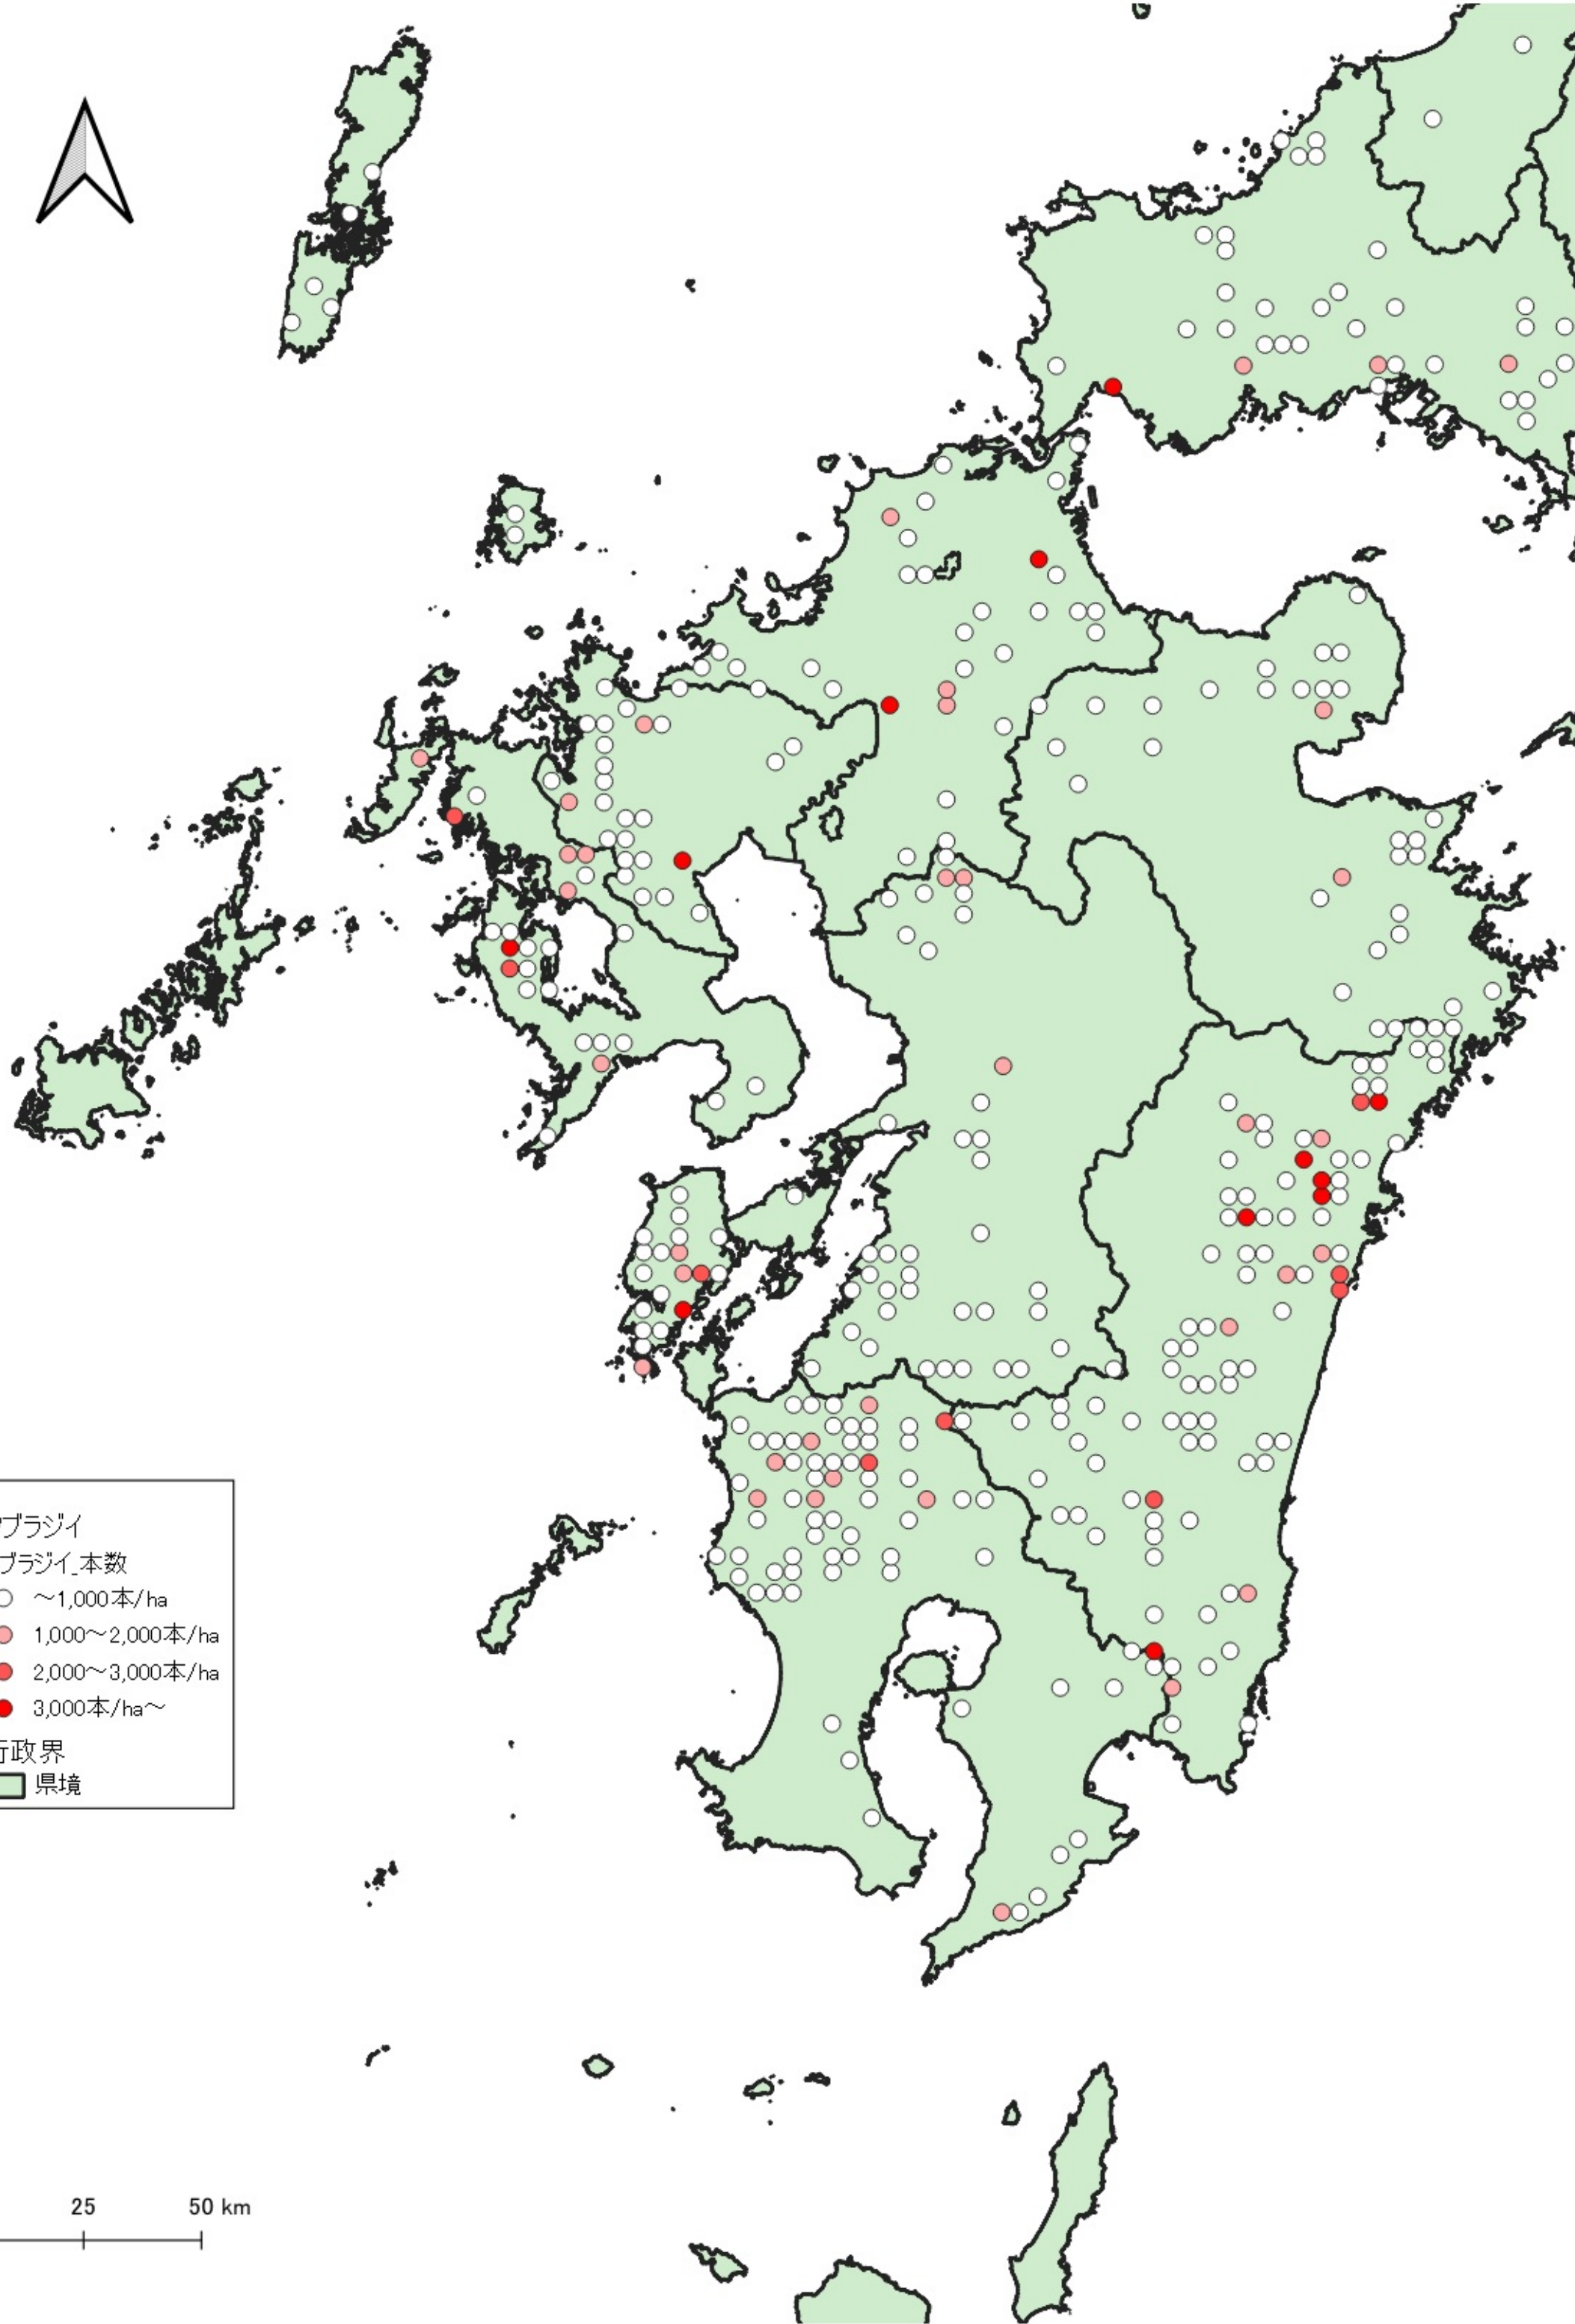 ブラジイ
ブラジイ_本数
～1,000本/ha
1,000～2,000本/ha
2,000～3,000本/ha
3,000本/ha～
行政界
県境
25 50 km